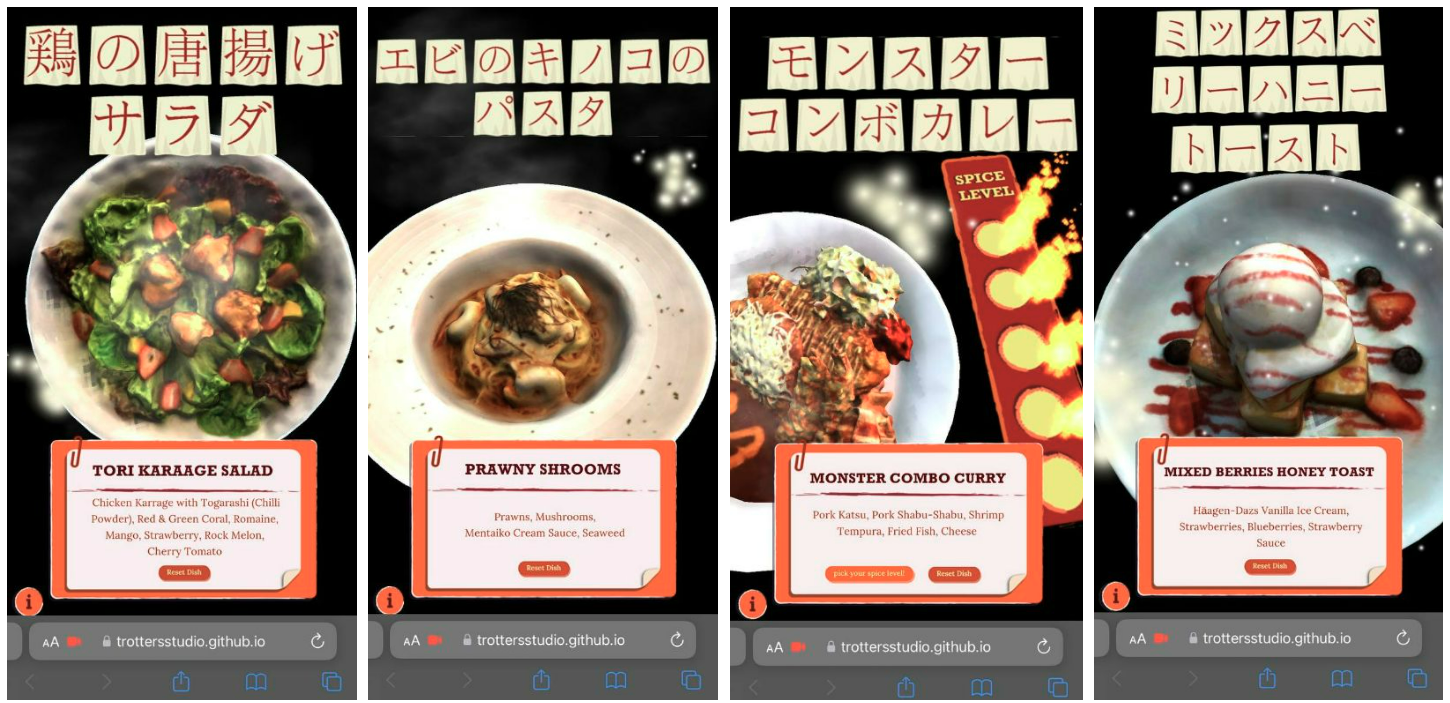 鶏の唐揚げ
サラダ
TORI KARAAGE SALAD
Chicken Karrage with Togarashi (Chilli
Powder), Red & Green Coral, Romaine,
Mango, Strawberry, Rock Melon,
Cherry Tomato
Reset Dish
i
AA trottersstudio.github.io
エビのキノコの
パスタ
PRAWNY SHROOMS
Prawns, Mushrooms,
Mentaiko Cream Sauce, Seaweed
Reset Dish
i
AA trottersstudio.github.io
モンスター
コンボカレー
SPICE
LEVEL
MONSTER COMBO CURRY
Pork Katsu, Pork Shabu-Shabu, Shrimp
Tempura, Fried Fish, Cheese
pick your spice level! Reset Dish
i
AA trottersstudio.github.io
ミックスベ
リーハニー
トースト
MIXED BERRIES HONEY TOAST
Häagen-Dazs Vanilla Ice Cream,
Strawberries, Blueberries, Strawberry
Sauce
Reset Dish
i
AA trottersstudio.github.io